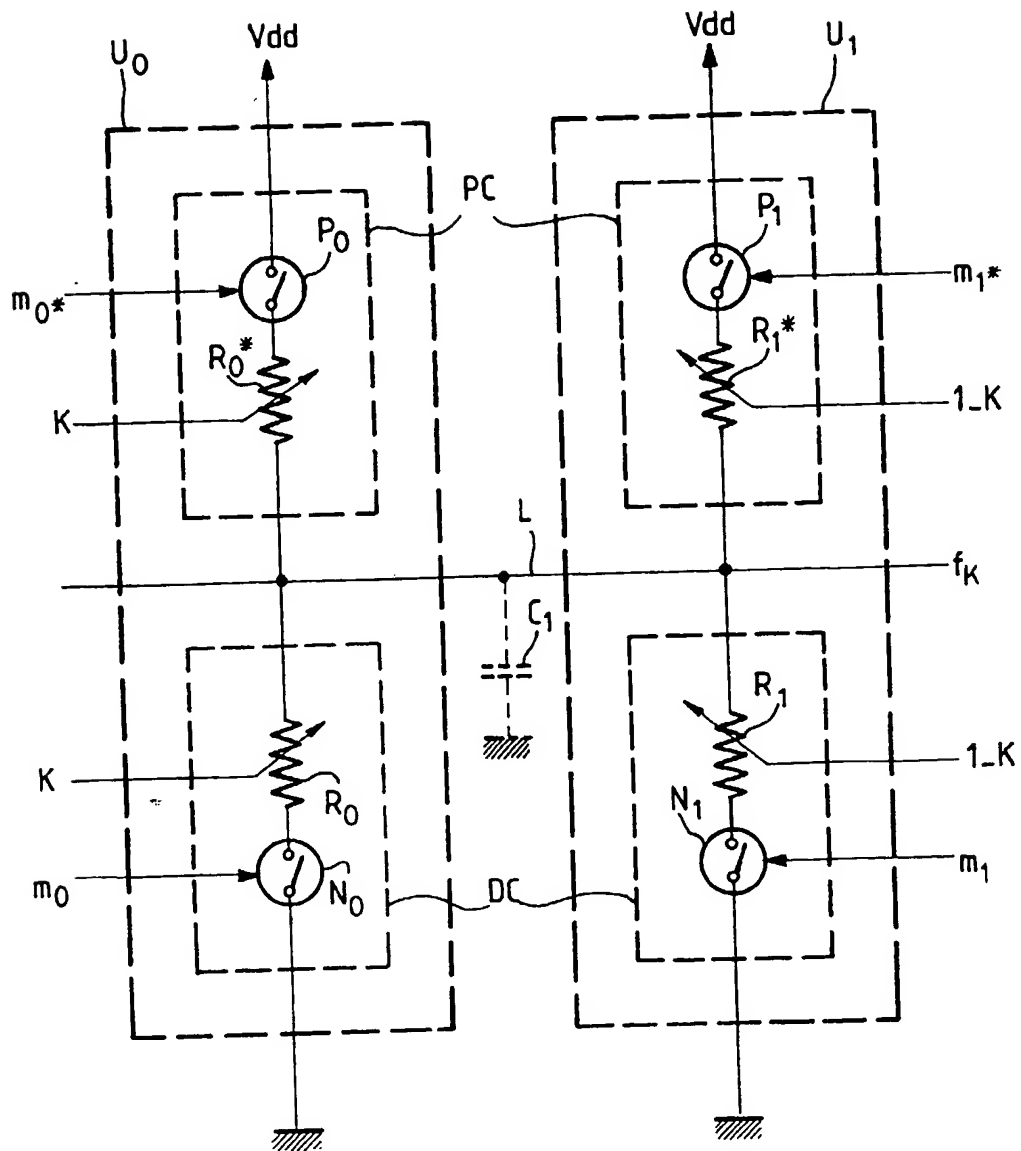 U0 Vdd Vdd U1
PC
P0 P1
m0* m1*
R0* R1*
K 1_K
L fK
C1
R1
K 1_K
R0 N1
m0 N0 DC m1